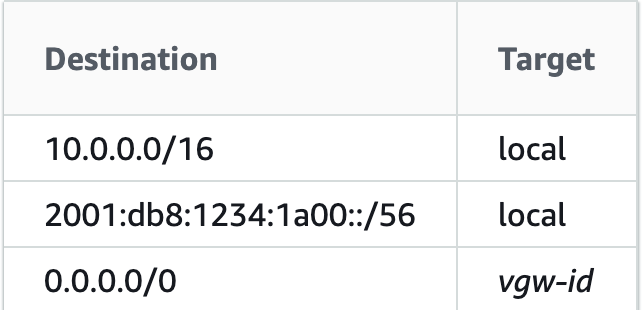 Destination Target
10.0.0.0/16 local
2001:db8:1234:1a00::/56 local
0.0.0.0/0 vgw-id